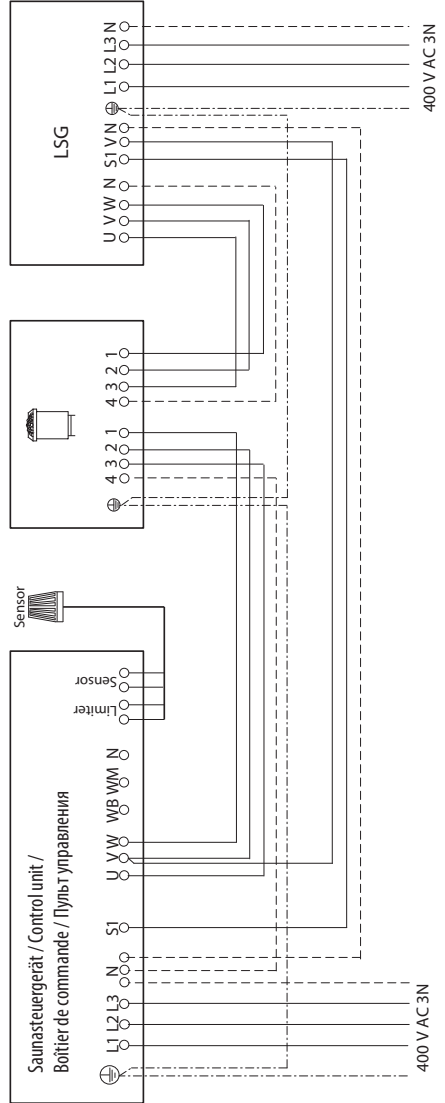 Saunasteuergerät / Control unit /
Boîtier de commande / Пульт управления
L1 L2 L3 N S1 U V W WB WM N Limiter Sensor
400 V AC 3N
Sensor
4 3 2 1 4 3 2 1
LSG
U V W N S1 V N L1 L2 L3 N
400 V AC 3N